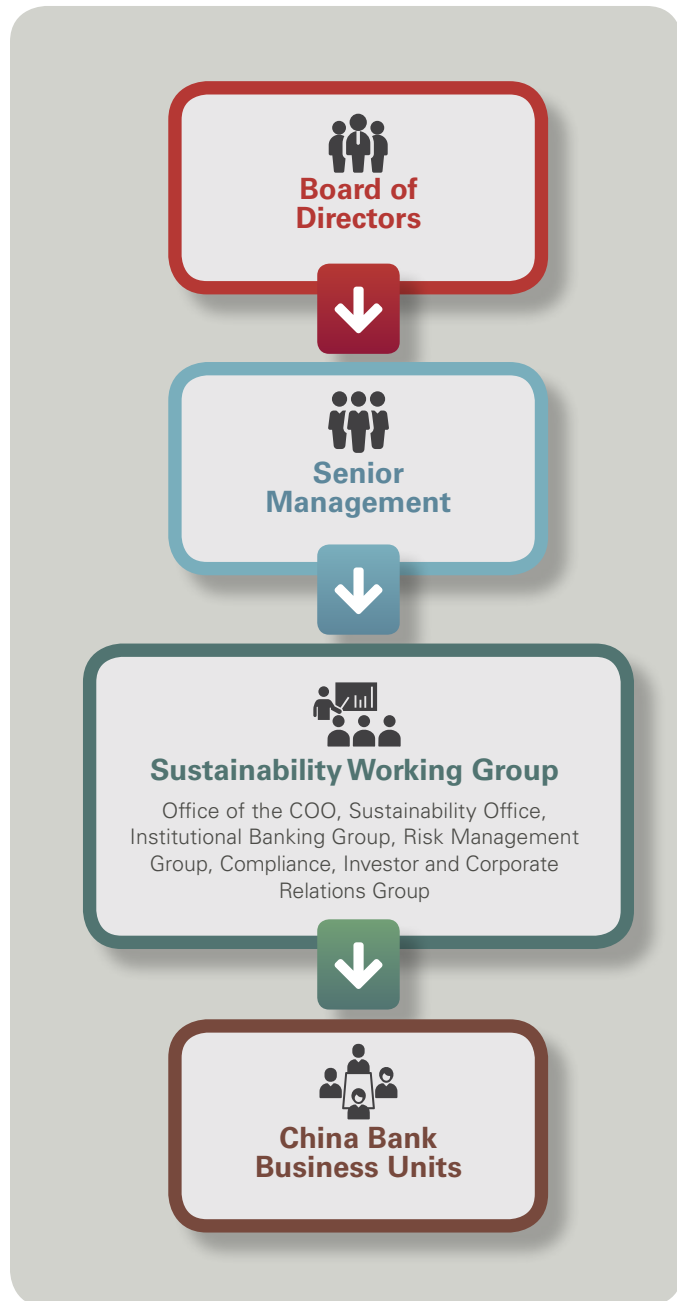 Board of
Directors
Senior
Management
Sustainability Working Group
Office of the COO, Sustainability Office,
Institutional Banking Group, Risk Management
Group, Compliance, Investor and Corporate
Relations Group
China Bank
Business Units